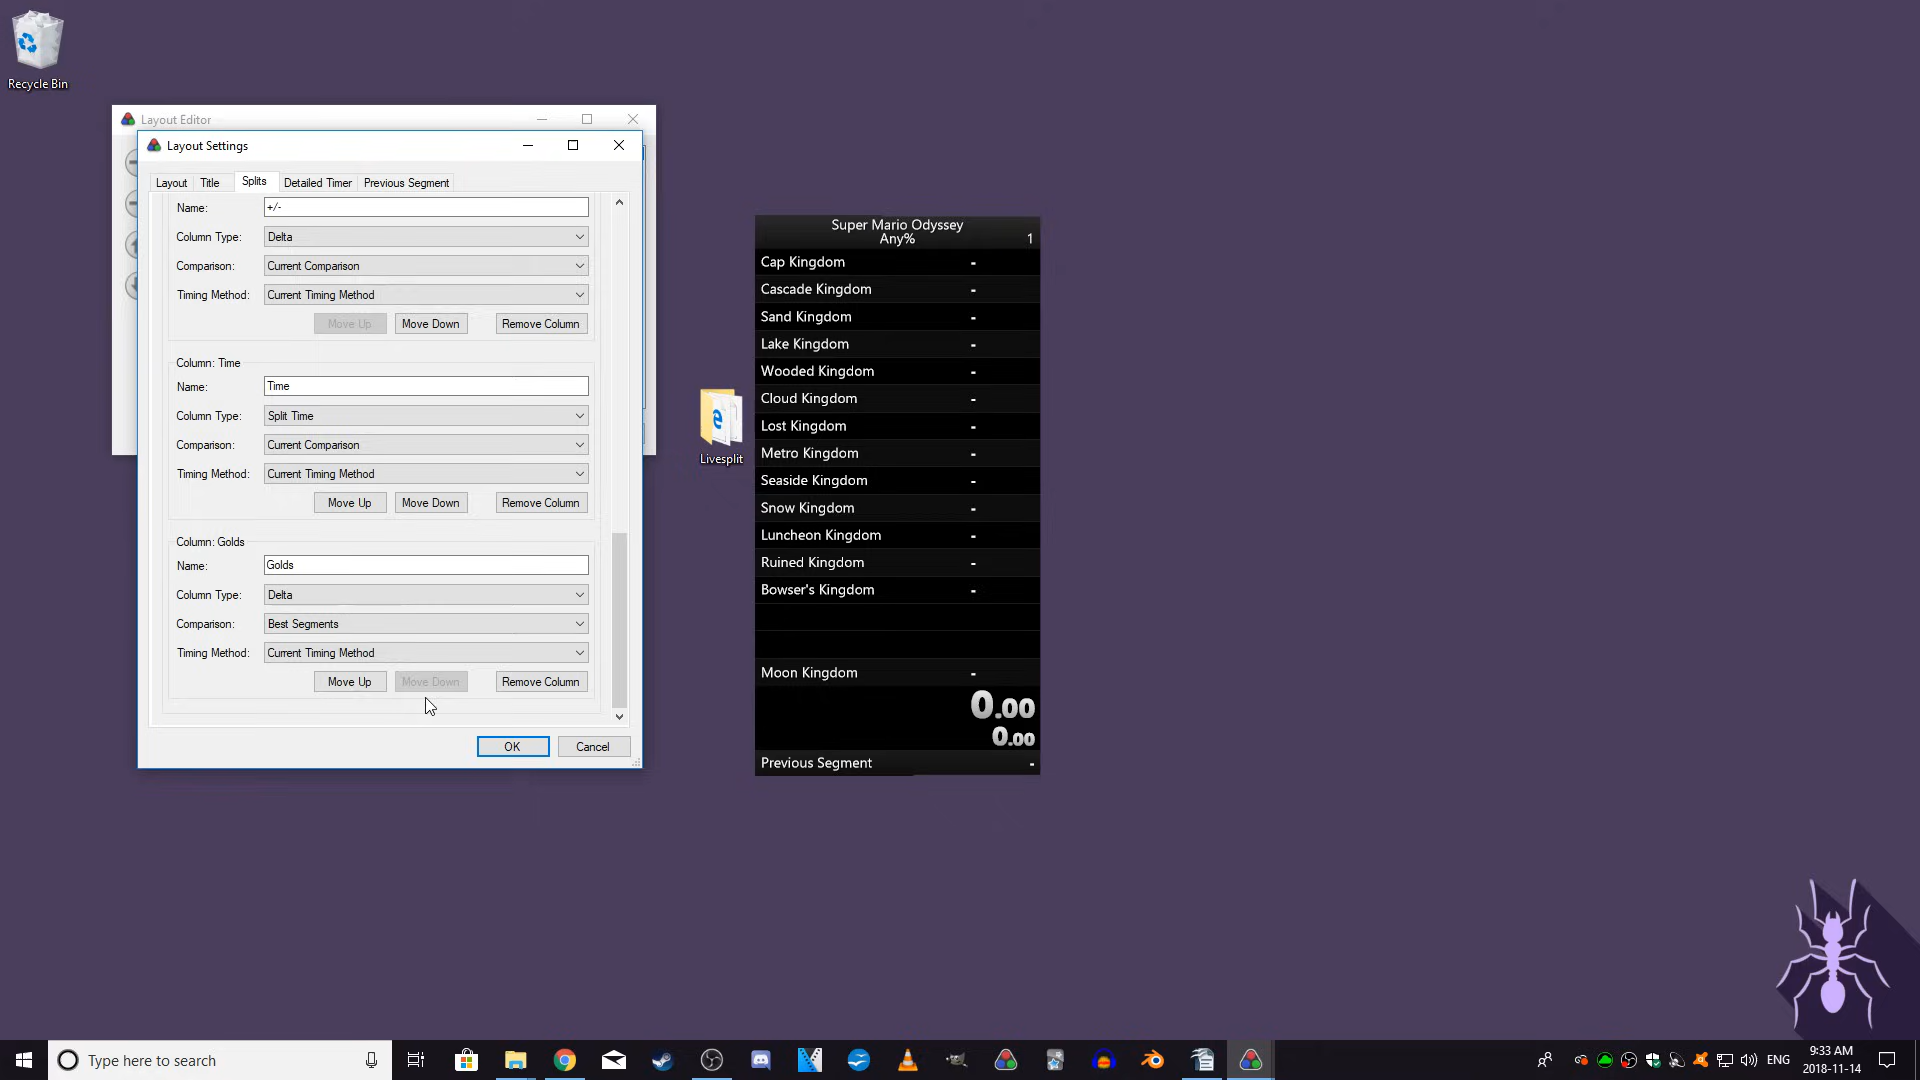 Recycle Bin
Layout Editor
Layout Settings
Layout Title Splits Detailed Timer Previous Segment
Name: +/-
Column Type: Delta
Comparison: Current Comparison
Timing Method: Current Timing Method
Move Up Move Down Remove Column
Column: Time
Name: Time
Column Type: Split Time
Comparison: Current Comparison
Timing Method: Current Timing Method
Move Up Move Down Remove Column
Column: Golds
Name: Golds
Column Type: Delta
Comparison: Best Segments
Timing Method: Current Timing Method
Move Up Move Down Remove Column
OK Cancel
Livesplit
Super Mario Odyssey
Any% 1
Cap Kingdom -
Cascade Kingdom -
Sand Kingdom -
Lake Kingdom -
Wooded Kingdom -
Cloud Kingdom -
Lost Kingdom -
Metro Kingdom -
Seaside Kingdom -
Snow Kingdom -
Luncheon Kingdom -
Ruined Kingdom -
Bowser's Kingdom -
Moon Kingdom -
0.00
0.00
Previous Segment -
Type here to search
ENG
9:33 AM
2018-11-14